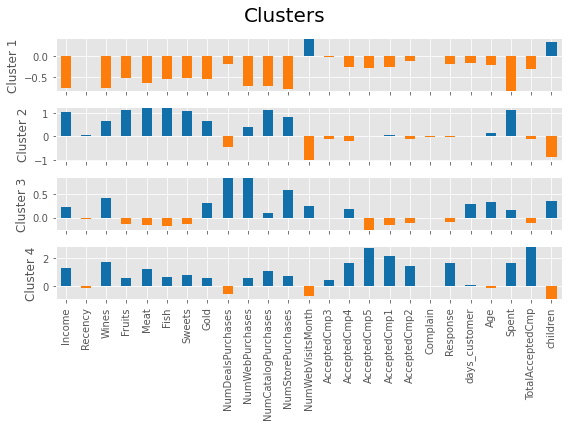 Clusters
Cluster 1
0.0
−0.5
Cluster 2
1
0
−1
Cluster 3
0.5
0.0
Cluster 4
2
0
Income
Recency
Wines
Fruits
Meat
Fish
Sweets
Gold
NumDealsPurchases
NumWebPurchases
NumCatalogPurchases
NumStorePurchases
NumWebVisitsMonth
AcceptedCmp3
AcceptedCmp4
AcceptedCmp5
AcceptedCmp1
AcceptedCmp2
Complain
Response
days_customer
Age
Spent
TotalAcceptedCmp
children